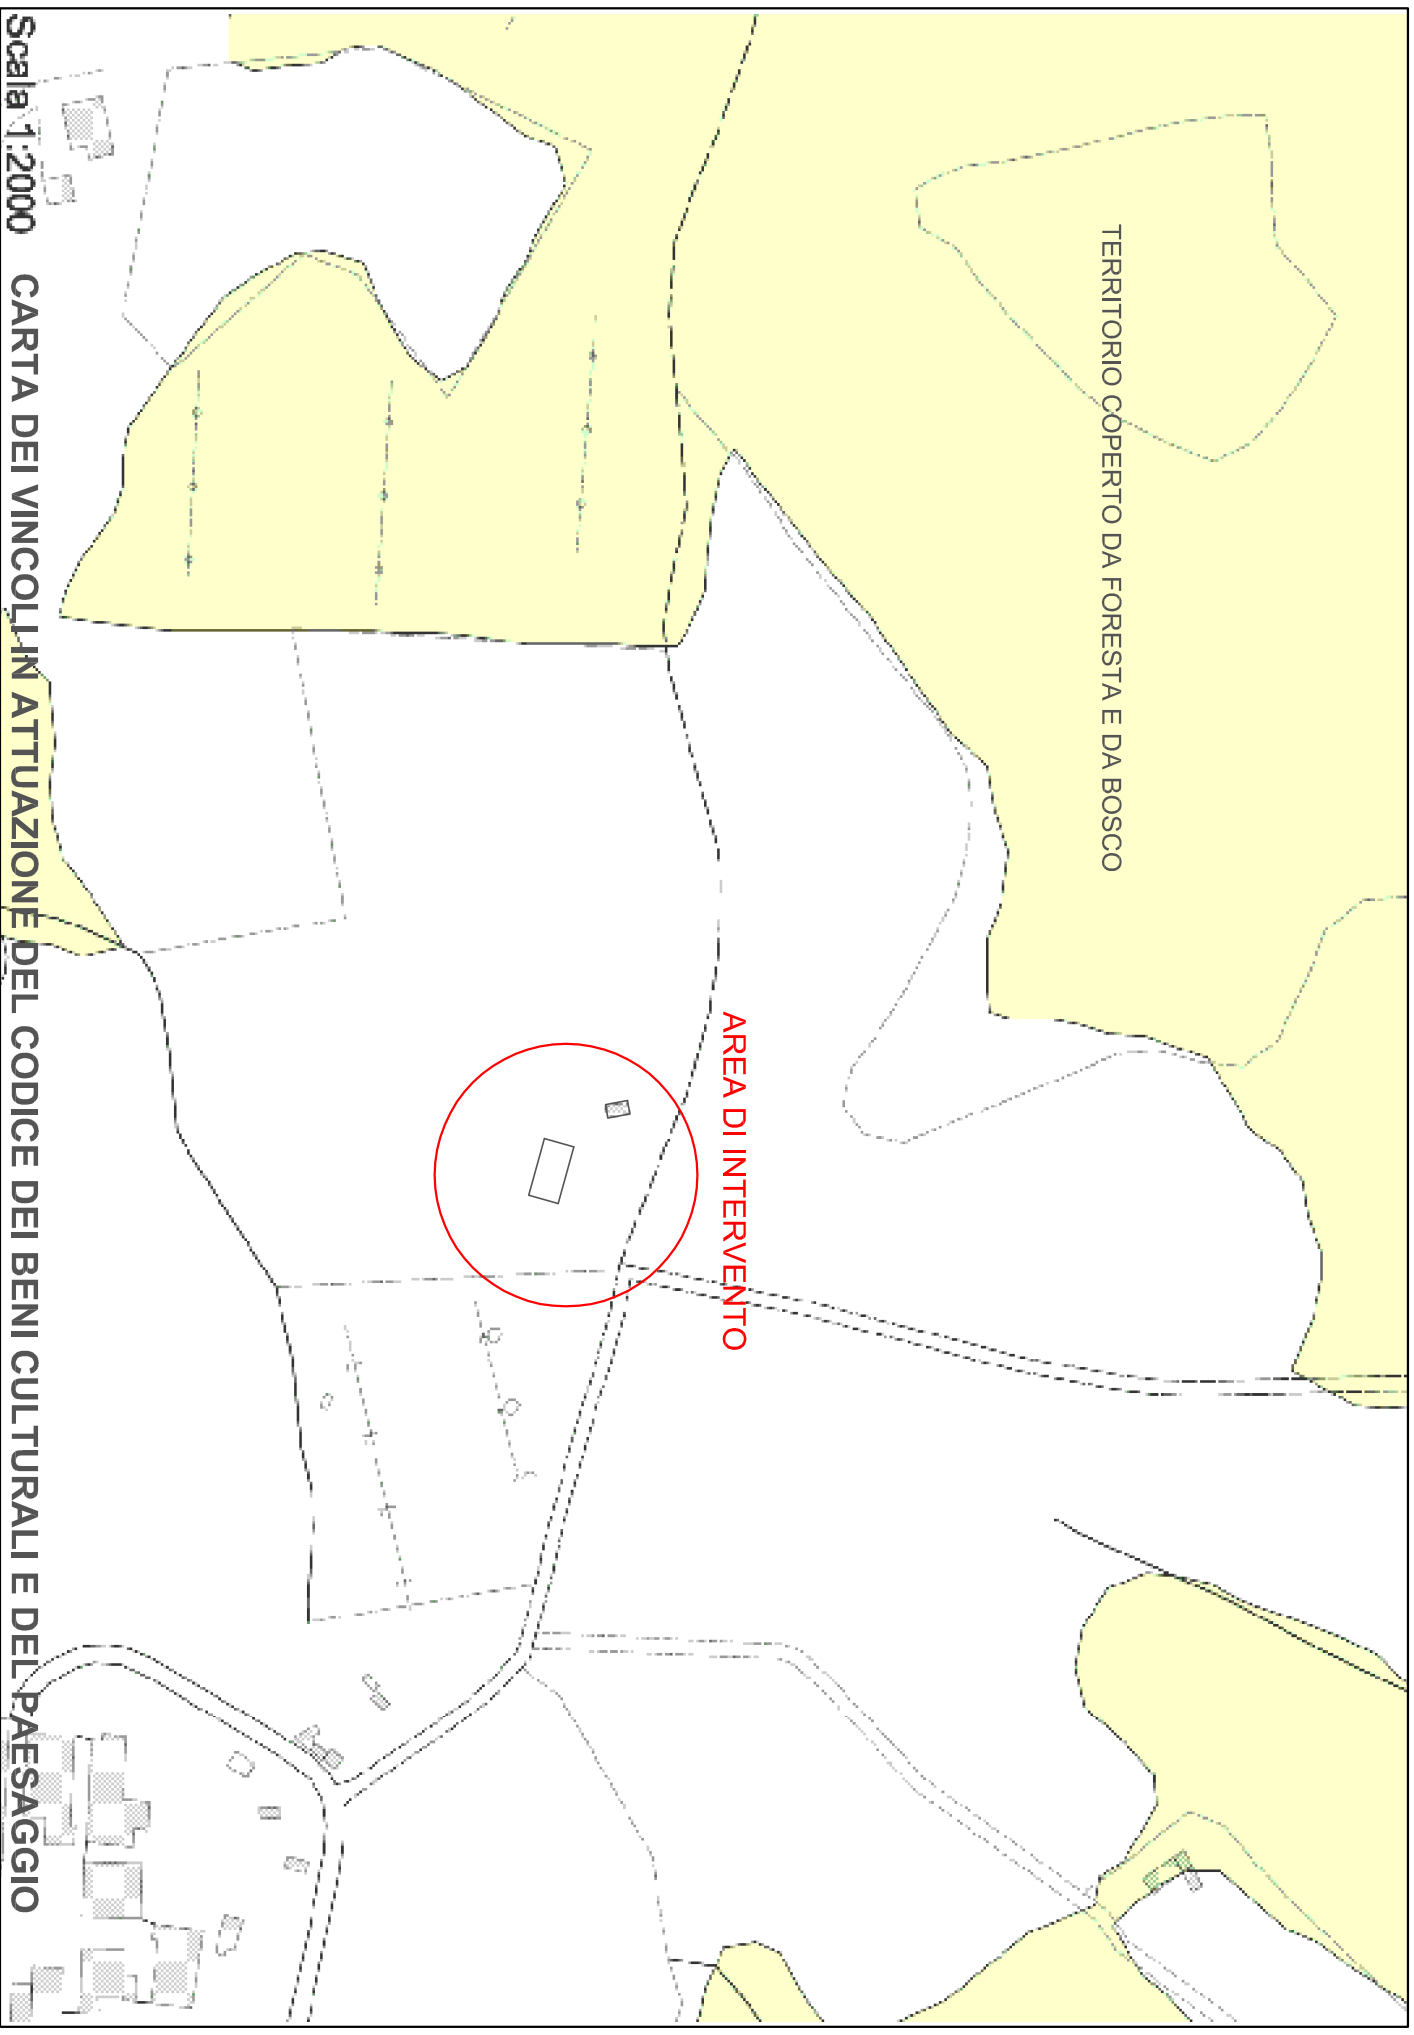 TERRITORIO COPERTO DA FORESTA E DA BOSCO
AREA DI INTERVENTO
Scala 1:2000 CARTA DEI VINCOLI IN ATTUAZIONE DEL CODICE DEI BENI CULTURALI E DEL PAESAGGIO